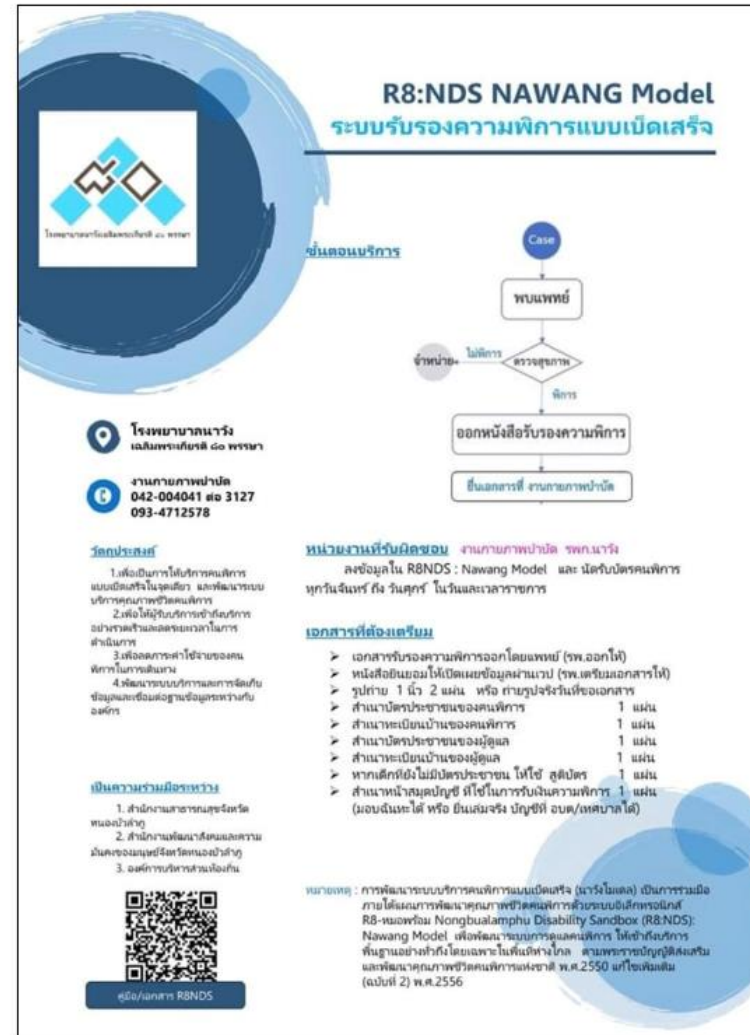 R8:NDS NAWANG Model
ระบบรับรองความพิการแบบเบ็ดเสร็จ
๘๐
โรงพยาบาลนาวังเฉลิมพระเกียรติ ๘๐ พรรษา
ขั้นตอนบริการ
Case
พบแพทย์
จำหน่าย
ไม่พิการ
ตรวจสุขภาพ
พิการ
ออกหนังสือรับรองความพิการ
ยื่นเอกสารที่ งานกายภาพบำบัด
โรงพยาบาลนาวัง
เฉลิมพระเกียรติ ๘๐ พรรษา
งานกายภาพบำบัด
042-004041 ต่อ 3127
093-4712578
วัตถุประสงค์
1.เพื่อเป็นการให้บริการคนพิการ
แบบเบ็ดเสร็จในจุดเดียว และพัฒนาระบบ
บริการคุณภาพชีวิตคนพิการ
2.เพื่อให้ผู้รับบริการเข้าถึงบริการ
อย่างรวดเร็วและลดระยะเวลาในการ
ดำเนินการ
3.เพื่อลดภาระค่าใช้จ่ายของคน
พิการในการเดินทาง
4.พัฒนาระบบบริการและการจัดเก็บ
ข้อมูลและเชื่อมต่อฐานข้อมูลระหว่างกับ
องค์กร
เป็นความร่วมมือระหว่าง
1. สำนักงานสาธารณสุขจังหวัด
หนองบัวลำภู
2. สำนักงานพัฒนาสังคมและความ
มั่นคงของมนุษย์จังหวัดหนองบัวลำภู
3. องค์การบริหารส่วนท้องถิ่น
คู่มือ/เอกสาร R8NDS
หน่วยงานที่รับผิดชอบ งานกายภาพบำบัด รพก.นาวัง
ลงข้อมูลใน R8NDS : Nawang Model และ นัดรับบัตรคนพิการ
ทุกวันจันทร์ ถึง วันศุกร์ ในวันและเวลาราชการ
เอกสารที่ต้องเตรียม
➢ เอกสารรับรองความพิการออกโดยแพทย์ (รพ.ออกให้)
➢ หนังสือยินยอมให้เปิดเผยข้อมูลผ่านเวป (รพ.เตรียมเอกสารให้)
➢ รูปถ่าย 1 นิ้ว 2 แผ่น หรือ ถ่ายรูปจริงวันที่ขอเอกสาร
➢ สำเนาบัตรประชาชนของคนพิการ 1 แผ่น
➢ สำเนาทะเบียนบ้านของคนพิการ 1 แผ่น
➢ สำเนาบัตรประชาชนของผู้ดูแล 1 แผ่น
➢ สำเนาทะเบียนบ้านของผู้ดูแล 1 แผ่น
➢ หากเด็กที่ยังไม่มีบัตรประชาชน ให้ใช้ สูติบัตร 1 แผ่น
➢ สำเนาหน้าสมุดบัญชี ที่ใช้ในการรับเงินความพิการ 1 แผ่น
(มอบฉันทะได้ หรือ ยื่นเล่มจริง บัญชีที่ อบต/เทศบาลได้)
หมายเหตุ : การพัฒนาระบบบริการคนพิการแบบเบ็ดเสร็จ (นาวังโมเดล) เป็นการร่วมมือ
ภายใต้แผนการพัฒนาคุณภาพชีวิตคนพิการด้วยระบบอิเล็กทรอนิกส์
R8-หมอพร้อม Nongbualamphu Disability Sandbox (R8:NDS):
Nawang Model เพื่อพัฒนาระบบการดูแลคนพิการ ให้เข้าถึงบริการ
พื้นฐานอย่างทั่วถึงโดยเฉพาะในพื้นที่ห่างไกล ตามพระราชบัญญัติส่งเสริม
และพัฒนาคุณภาพชีวิตคนพิการแห่งชาติ พ.ศ.2550 แก้ไขเพิ่มเติม
(ฉบับที่ 2) พ.ศ.2556